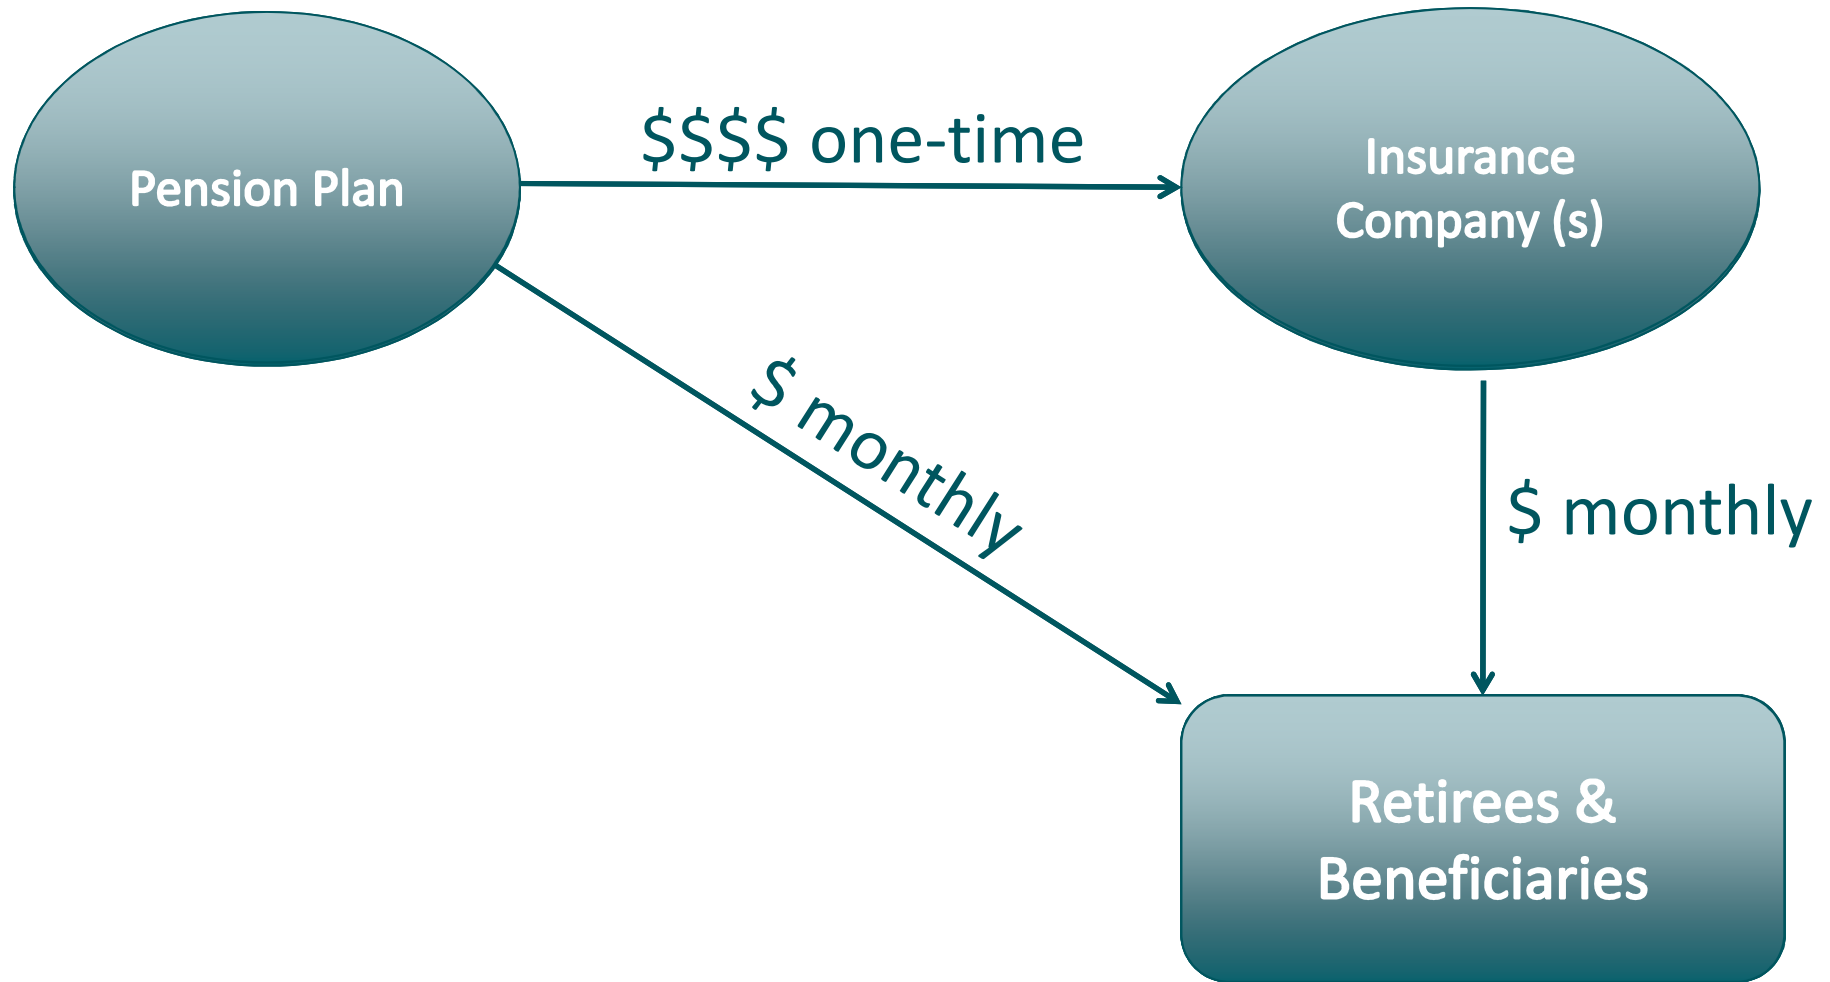 Pension Plan
$$$$ one-time
Insurance
Company (s)
$ monthly
$ monthly
Retirees &
Beneficiaries